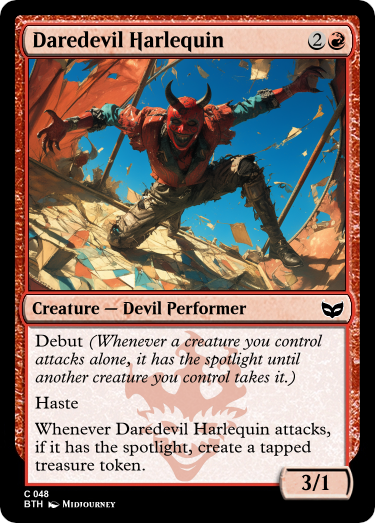 Daredevil Harlequin 2
Creature — Devil Performer
Debut (Whenever a creature you control
attacks alone, it has the spotlight until
another creature you control takes it.)
Haste
Whenever Daredevil Harlequin attacks,
if it has the spotlight, create a tapped
treasure token.
3/1
C 048
BTH Midjourney